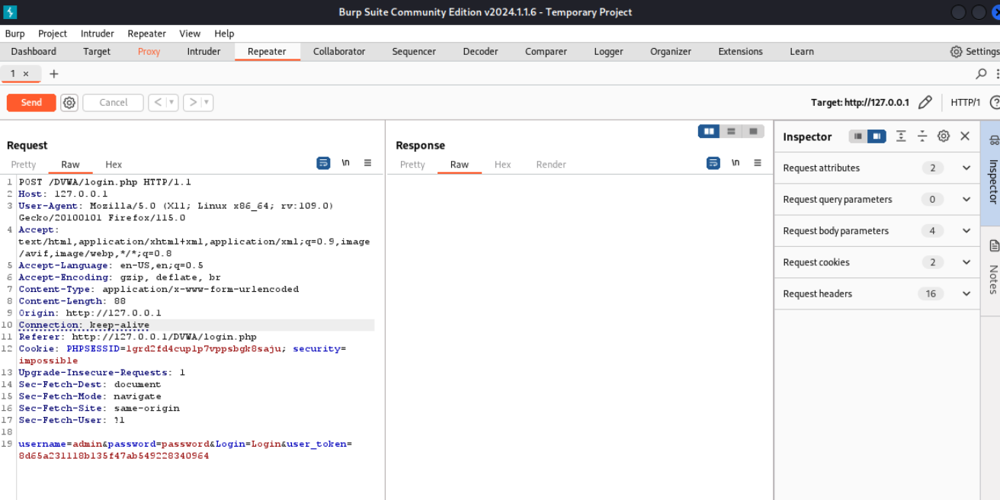 Burp Suite Community Edition v2024.1.1.6 - Temporary Project
Burp Project Intruder Repeater View Help
Dashboard Target Proxy Intruder Repeater Collaborator Sequencer Decoder Comparer Logger Organizer Extensions Learn Settings
1 × +
Send Cancel < > Target: http://127.0.0.1 HTTP/1
Request
Pretty Raw Hex \n
1 POST /DVWA/login.php HTTP/1.1
2 Host: 127.0.0.1
3 User-Agent: Mozilla/5.0 (X11; Linux x86_64; rv:109.0)
Gecko/20100101 Firefox/115.0
4 Accept:
text/html,application/xhtml+xml,application/xml;q=0.9,image
/avif,image/webp,*/*;q=0.8
5 Accept-Language: en-US,en;q=0.5
6 Accept-Encoding: gzip, deflate, br
7 Content-Type: application/x-www-form-urlencoded
8 Content-Length: 88
9 Origin: http://127.0.0.1
10 Connection: keep-alive
11 Referer: http://127.0.0.1/DVWA/login.php
12 Cookie: PHPSESSID=lgrd2fd4cuplp7vppsbgk8saju; security=
impossible
13 Upgrade-Insecure-Requests: 1
14 Sec-Fetch-Dest: document
15 Sec-Fetch-Mode: navigate
16 Sec-Fetch-Site: same-origin
17 Sec-Fetch-User: ?1
18
19 username=admin&password=password&Login=Login&user_token=
8d65a231118b135f47ab549228340964
Response
Pretty Raw Hex Render \n
Inspector
Request attributes 2
Request query parameters 0
Request body parameters 4
Request cookies 2
Request headers 16
Inspector
Notes